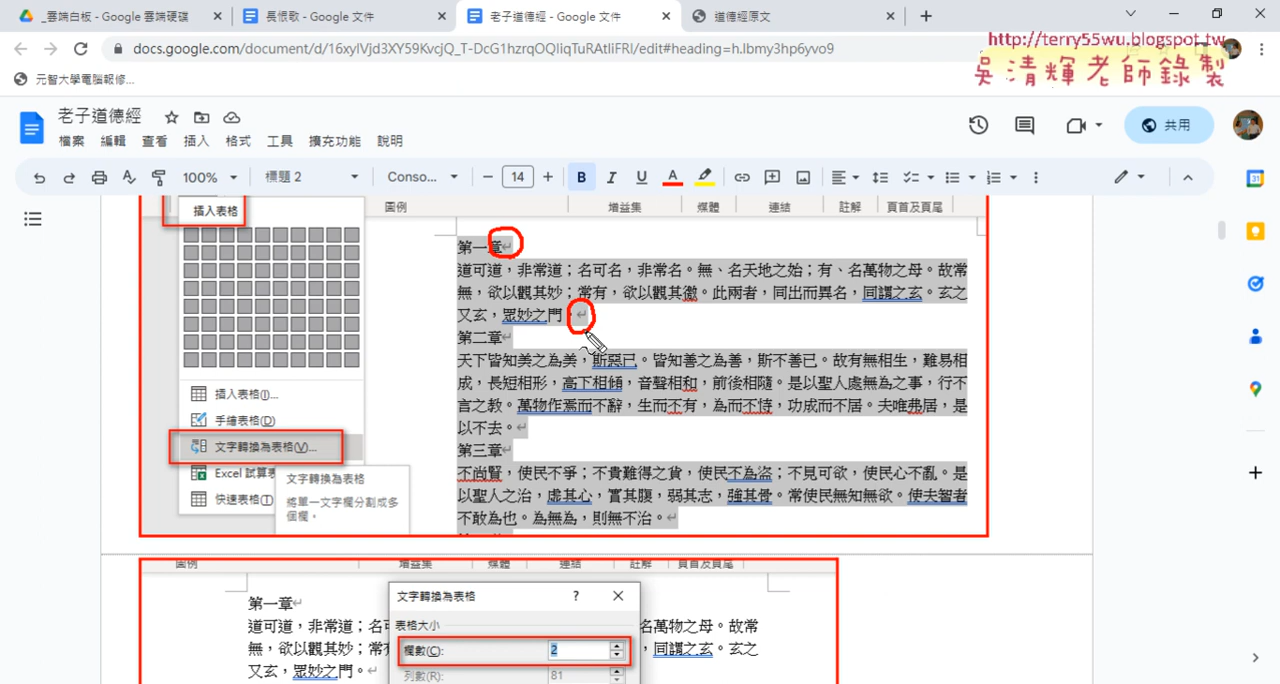 _雲端白板 - Google 雲端硬碟
長恨歌 - Google 文件
老子道德經 - Google 文件
道德經原文
docs.google.com/document/d/16xylVjd3XY59KvcjQ_T-DcG1hzrqOQIiqTuRAtIiFRI/edit#heading=h.lbmy3hp6yvo9
http://terry55wu.blogspot.tw
元智大學電腦報修...
吳清輝老師錄製
老子道德經
檔案 編輯 查看 插入 格式 工具 擴充功能 說明
共用
100% 標題 2 Conso... 14 B I U A
插入表格
圖例 增益集 媒體 連結 註解 頁首及頁尾
第一章
道可道，非常道；名可名，非常名。無、名天地之始；有、名萬物之母。故常
無，欲以觀其妙；常有，欲以觀其徼。此兩者，同出而異名，同謂之玄。玄之
又玄，眾妙之門。
第二章
天下皆知美之為美，斯惡已。皆知善之為善，斯不善已。故有無相生，難易相
成，長短相形，高下相傾，音聲相和，前後相隨。是以聖人處無為之事，行不
言之教。萬物作焉而不辭，生而不有，為而不恃，功成而不居。夫唯弗居，是
以不去。
第三章
不尚賢，使民不爭；不貴難得之貨，使民不為盜；不見可欲，使民心不亂。是
以聖人之治，虛其心，實其腹，弱其志，強其骨。常使民無知無欲。使夫智者
不敢為也。為無為，則無不治。
插入表格(I)...
手繪表格(D)
文字轉換為表格(V)...
Excel 試算表
快速表格(T)
文字轉換為表格
將單一文字欄分割成多
個欄。
圖例 增益集 媒體 連結 註解 頁首及頁尾
第一章
道可道，非常道；名可
名萬物之母。故常
無，欲以觀其妙；常
同謂之玄。玄之
又玄，眾妙之門。
文字轉換為表格 ?
表格大小
欄數(C): 2
列數(R): 81